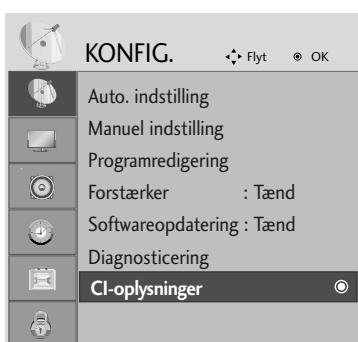 KONFIG. Flyt OK
Auto. indstilling
Manuel indstilling
Programredigering
Forstærker : Tænd
Softwareopdatering : Tænd
Diagnosticering
CI-oplysninger